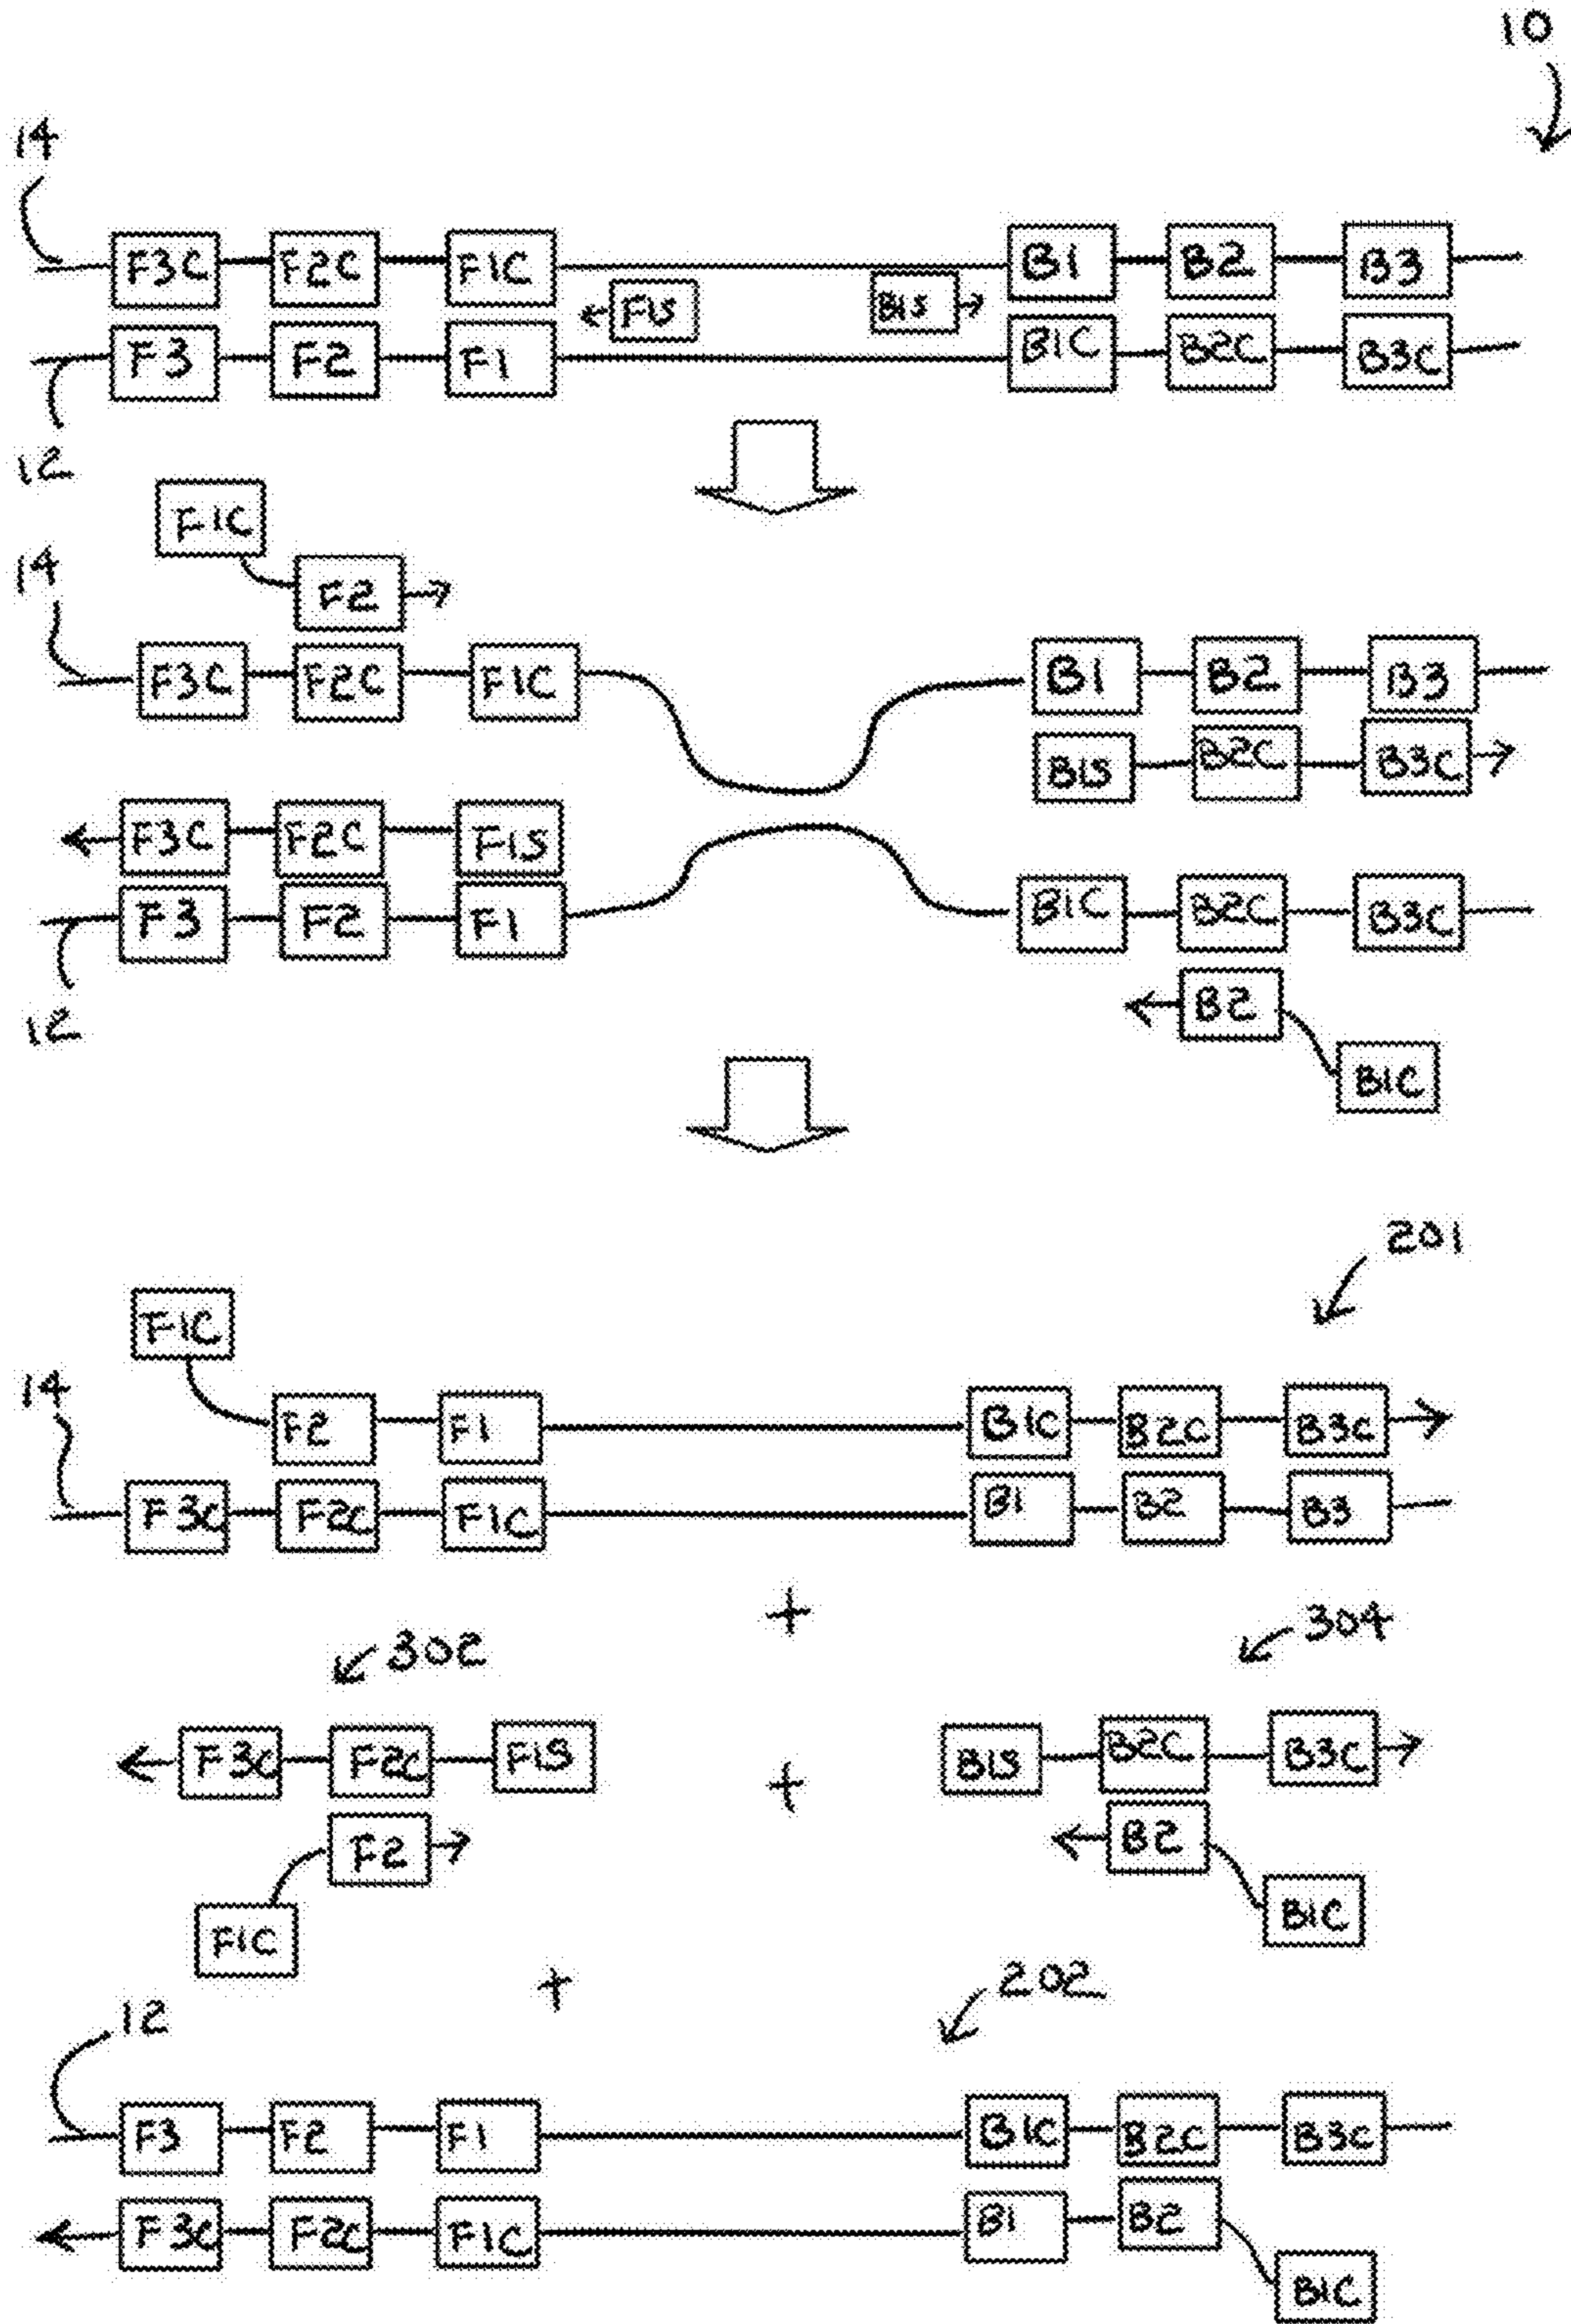 10
14
F3C F2C F1C B1 B2 B3
F1S B1S
F3 F2 F1 B1C B2C B3C
12
F1C
14 F2
F3C F2C F1C B1 B2 B3
B1S B2C B3C
F3C F2C F1S
F3 F2 F1 B1C B2C B3C
12 B2
B1C
201
F1C
14 F2 F1 B1C B2C B3C
F3C F2C F1C B1 B2 B3
+
302 304
F3C F2C F1S + B1S B2C B3C
F2 B2
F1C B1C
+ 202
12
F3 F2 F1 B1C B2C B3C
F3C F2C F1C B1 B2
B1C